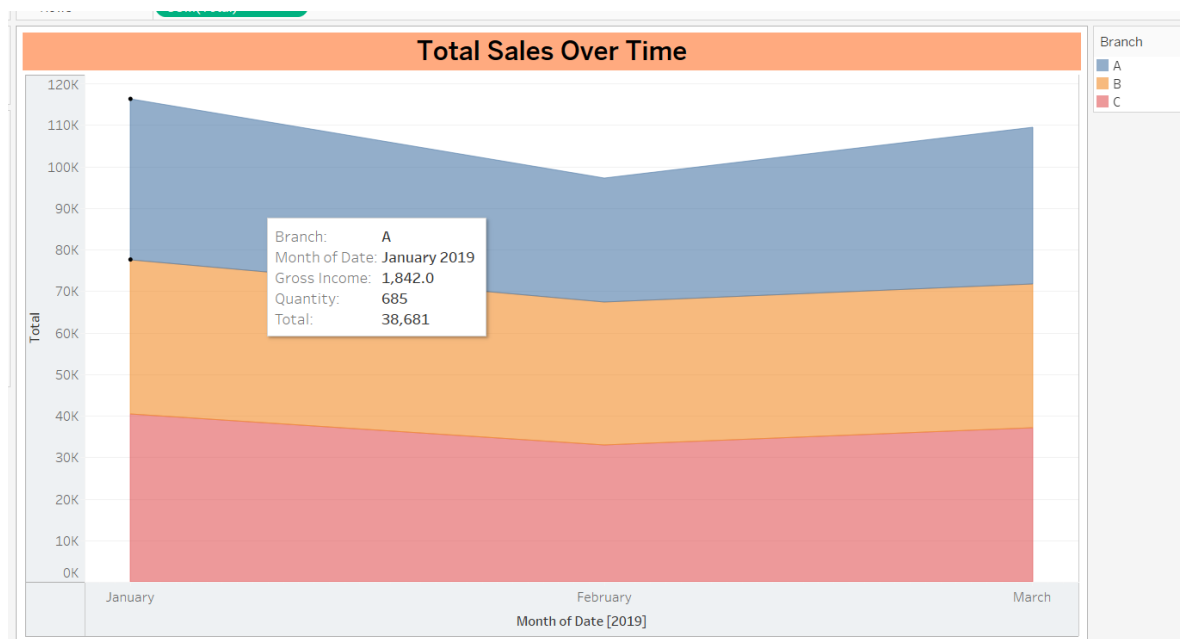 Total Sales Over Time
Branch
A
B
C
120K
110K
100K
90K
80K
70K
60K
50K
40K
30K
20K
10K
0K
Total
Branch: A
Month of Date: January 2019
Gross Income: 1,842.0
Quantity: 685
Total: 38,681
January February March
Month of Date [2019]